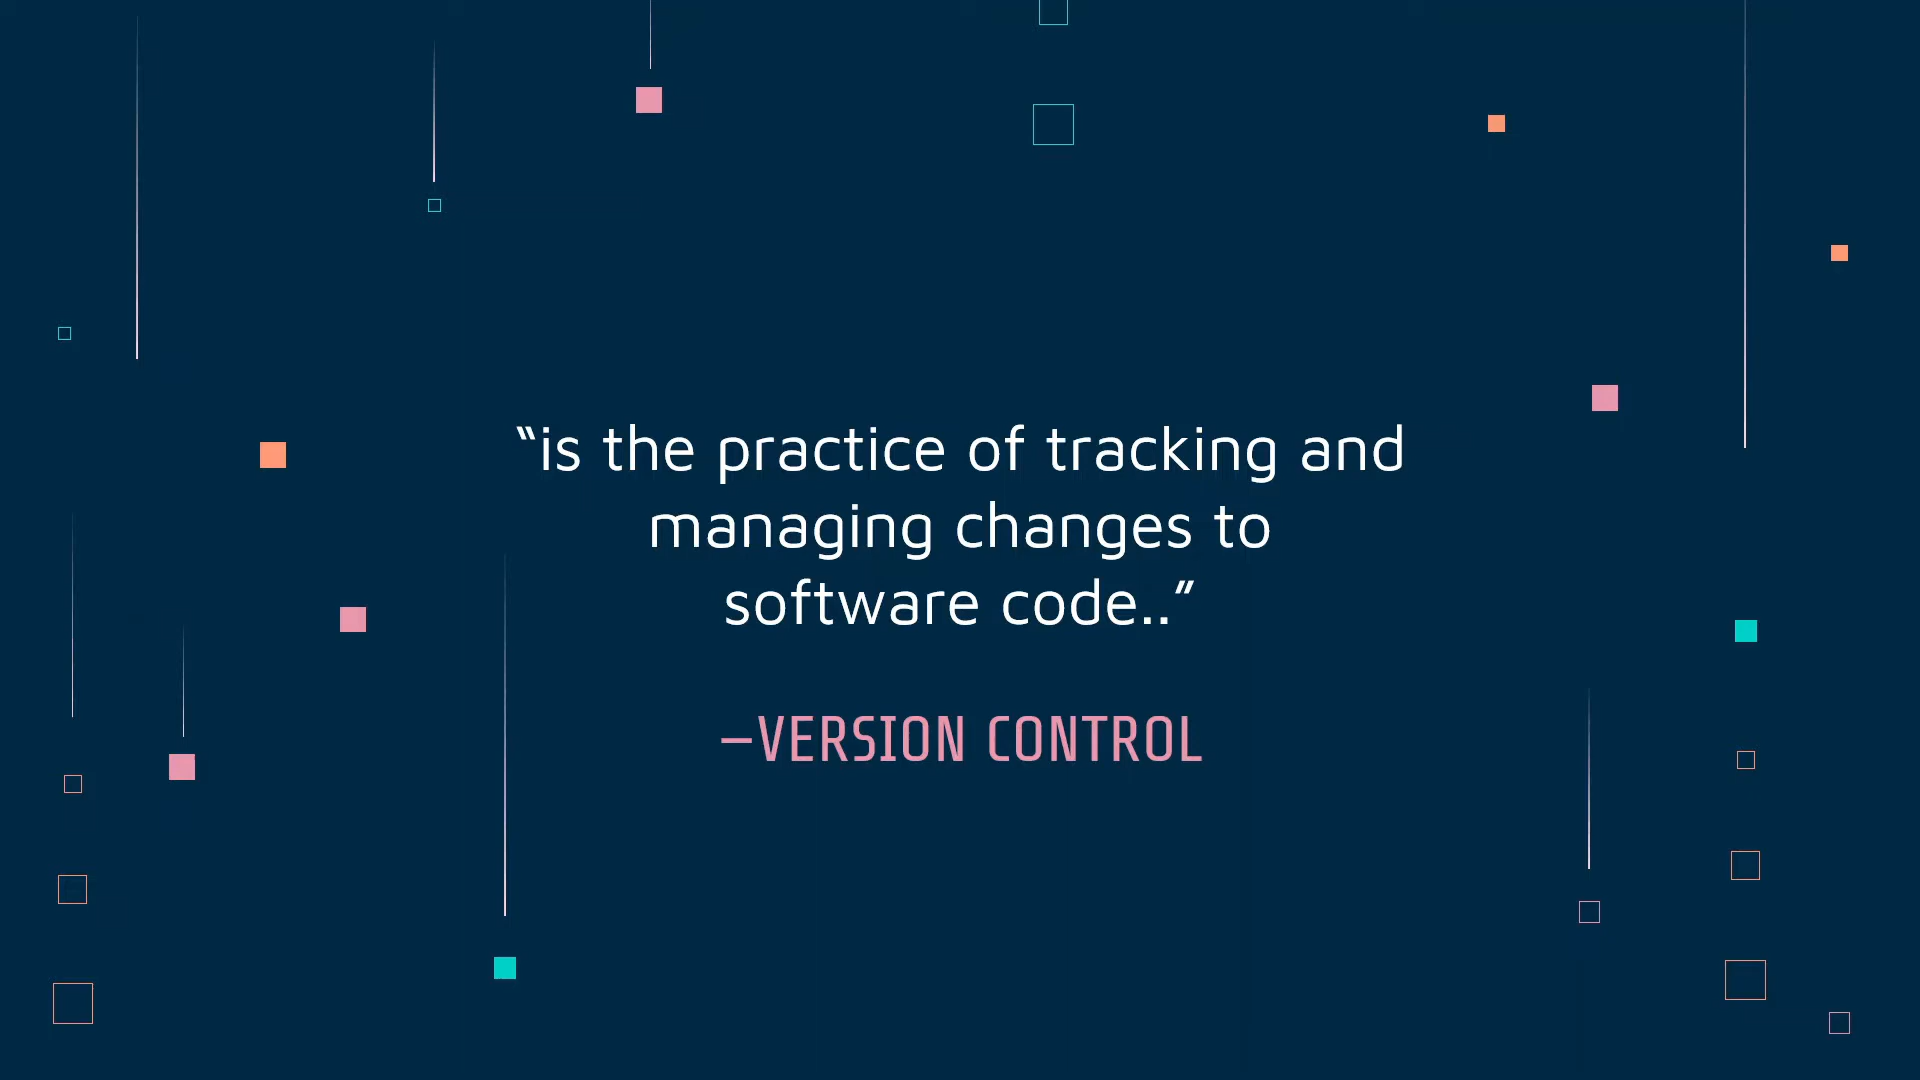 “is the practice of tracking and
managing changes to
software code..”
—VERSION CONTROL